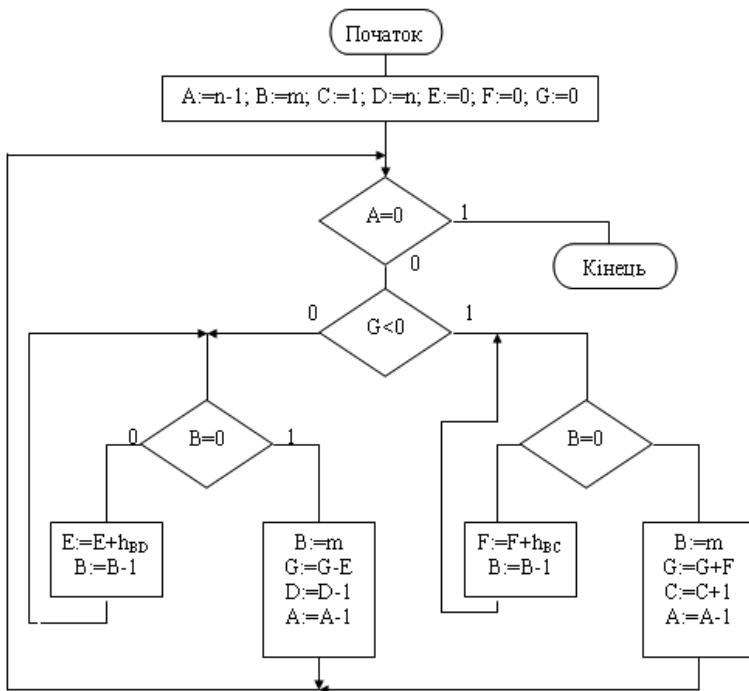 Початок
A:=n-1; B:=m; C:=1; D:=n; E:=0; F:=0; G:=0
A=0
1
0
Кінець
0
G<0
1
0
B=0
1
B=0
E:=E+hBD
B:=B-1
B:=m
G:=G-E
D:=D-1
A:=A-1
F:=F+hBC
B:=B-1
B:=m
G:=G+F
C:=C+1
A:=A-1